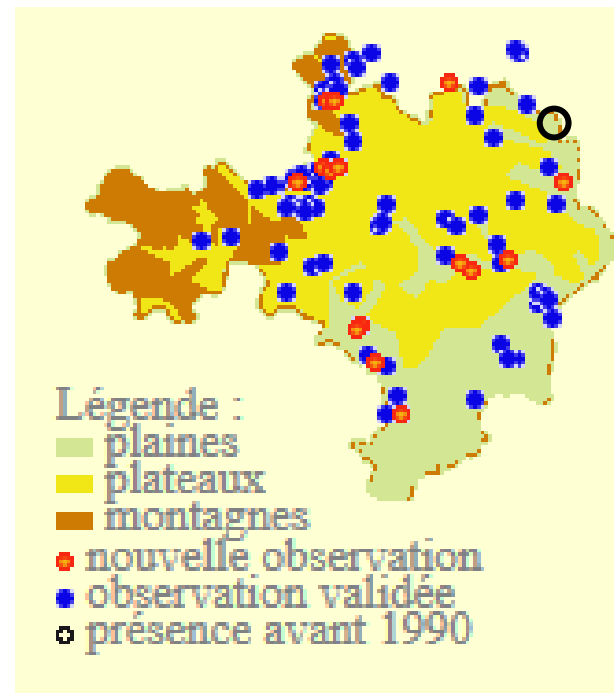 Légende :
plaines
plateaux
montagnes
nouvelle observation
observation validée
présence avant 1990